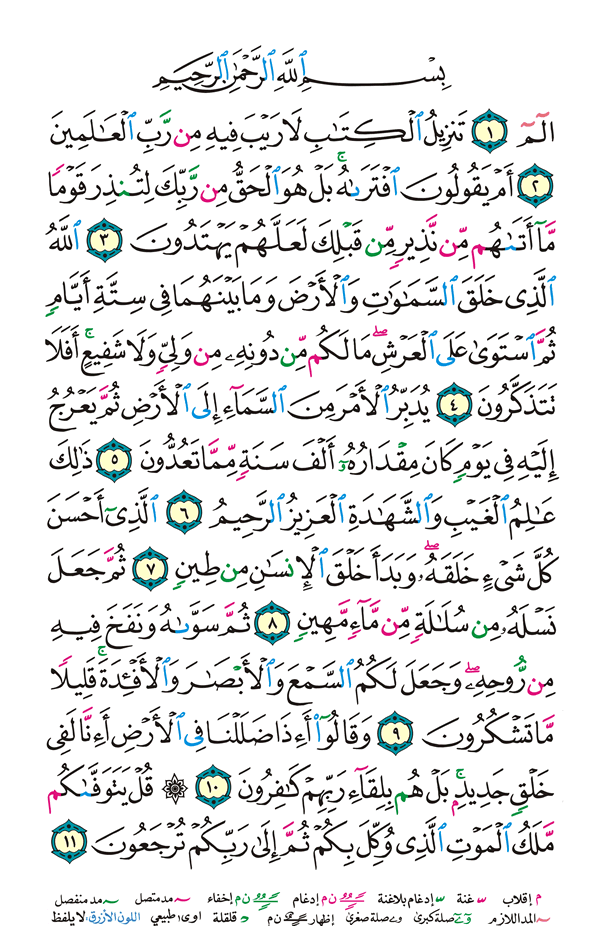 بِسْمِ ٱللَّهِ ٱلرَّحْمَٰنِ ٱلرَّحِيمِ
الٓمٓ ١ تَنزِيلُ ٱلْكِتَٰبِ لَا رَيْبَ فِيهِ مِن رَّبِّ ٱلْعَٰلَمِينَ
٢ أَمْ يَقُولُونَ ٱفْتَرَىٰهُ ۚ بَلْ هُوَ ٱلْحَقُّ مِن رَّبِّكَ لِتُنذِرَ قَوْمًا
مَّآ أَتَىٰهُم مِّن نَّذِيرٍ مِّن قَبْلِكَ لَعَلَّهُمْ يَهْتَدُونَ ٣ ٱللَّهُ
ٱلَّذِى خَلَقَ ٱلسَّمَٰوَٰتِ وَٱلْأَرْضَ وَمَا بَيْنَهُمَا فِى سِتَّةِ أَيَّامٍ
ثُمَّ ٱسْتَوَىٰ عَلَى ٱلْعَرْشِ ۖ مَا لَكُم مِّن دُونِهِۦ مِن وَلِىٍّ وَلَا شَفِيعٍ ۚ أَفَلَا
تَتَذَكَّرُونَ ٤ يُدَبِّرُ ٱلْأَمْرَ مِنَ ٱلسَّمَآءِ إِلَى ٱلْأَرْضِ ثُمَّ يَعْرُجُ
إِلَيْهِ فِى يَوْمٍ كَانَ مِقْدَارُهُۥٓ أَلْفَ سَنَةٍ مِّمَّا تَعُدُّونَ ٥ ذَٰلِكَ
عَٰلِمُ ٱلْغَيْبِ وَٱلشَّهَٰدَةِ ٱلْعَزِيزُ ٱلرَّحِيمُ ٦ ٱلَّذِىٓ أَحْسَنَ
كُلَّ شَىْءٍ خَلَقَهُۥ ۖ وَبَدَأَ خَلْقَ ٱلْإِنسَٰنِ مِن طِينٍ ٧ ثُمَّ جَعَلَ
نَسْلَهُۥ مِن سُلَٰلَةٍ مِّن مَّآءٍ مَّهِينٍ ٨ ثُمَّ سَوَّىٰهُ وَنَفَخَ فِيهِ
مِن رُّوحِهِۦ ۖ وَجَعَلَ لَكُمُ ٱلسَّمْعَ وَٱلْأَبْصَٰرَ وَٱلْأَفْـِٔدَةَ ۚ قَلِيلًا
مَّا تَشْكُرُونَ ٩ وَقَالُوٓا۟ أَءِذَا ضَلَلْنَا فِى ٱلْأَرْضِ أَءِنَّا لَفِى
خَلْقٍ جَدِيدٍۭ ۚ بَلْ هُم بِلِقَآءِ رَبِّهِمْ كَٰفِرُونَ ١٠ ۞ قُلْ يَتَوَفَّىٰكُم
مَّلَكُ ٱلْمَوْتِ ٱلَّذِى وُكِّلَ بِكُمْ ثُمَّ إِلَىٰ رَبِّكُمْ تُرْجَعُونَ ١١
م إقلاب غنة إدغام بلاغنة ن م إدغام ن م إخفاء مد متصل مد منفصل
المد اللازم صلة كبرى صلة صغرى إظهار ن م قلقلة اوى: طبيعي اللون الأزرق: لا يلفظ